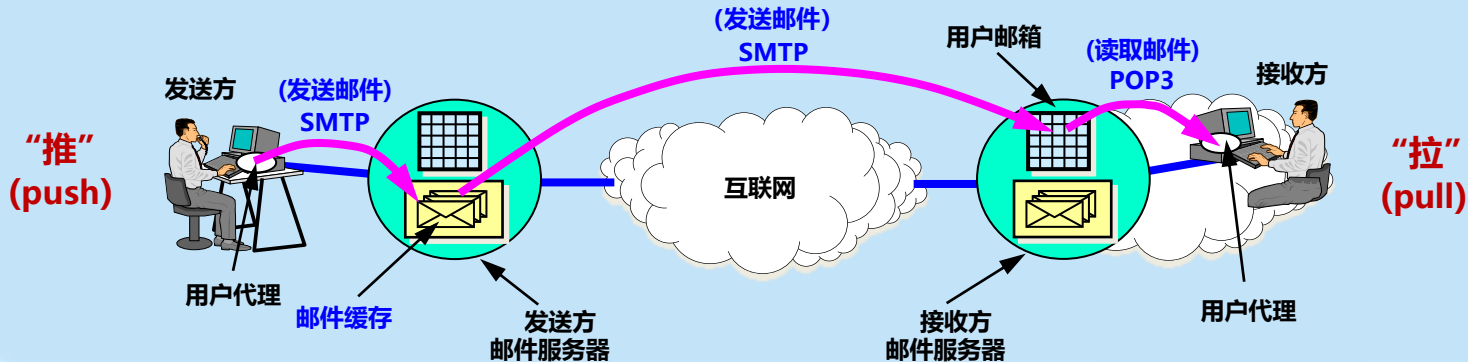 (发送邮件)
SMTP
用户邮箱
(读取邮件)
POP3
接收方
发送方
(发送邮件)
SMTP
“推”
(push)
互联网
“拉”
(pull)
用户代理
邮件缓存
发送方
邮件服务器
接收方
邮件服务器
用户代理